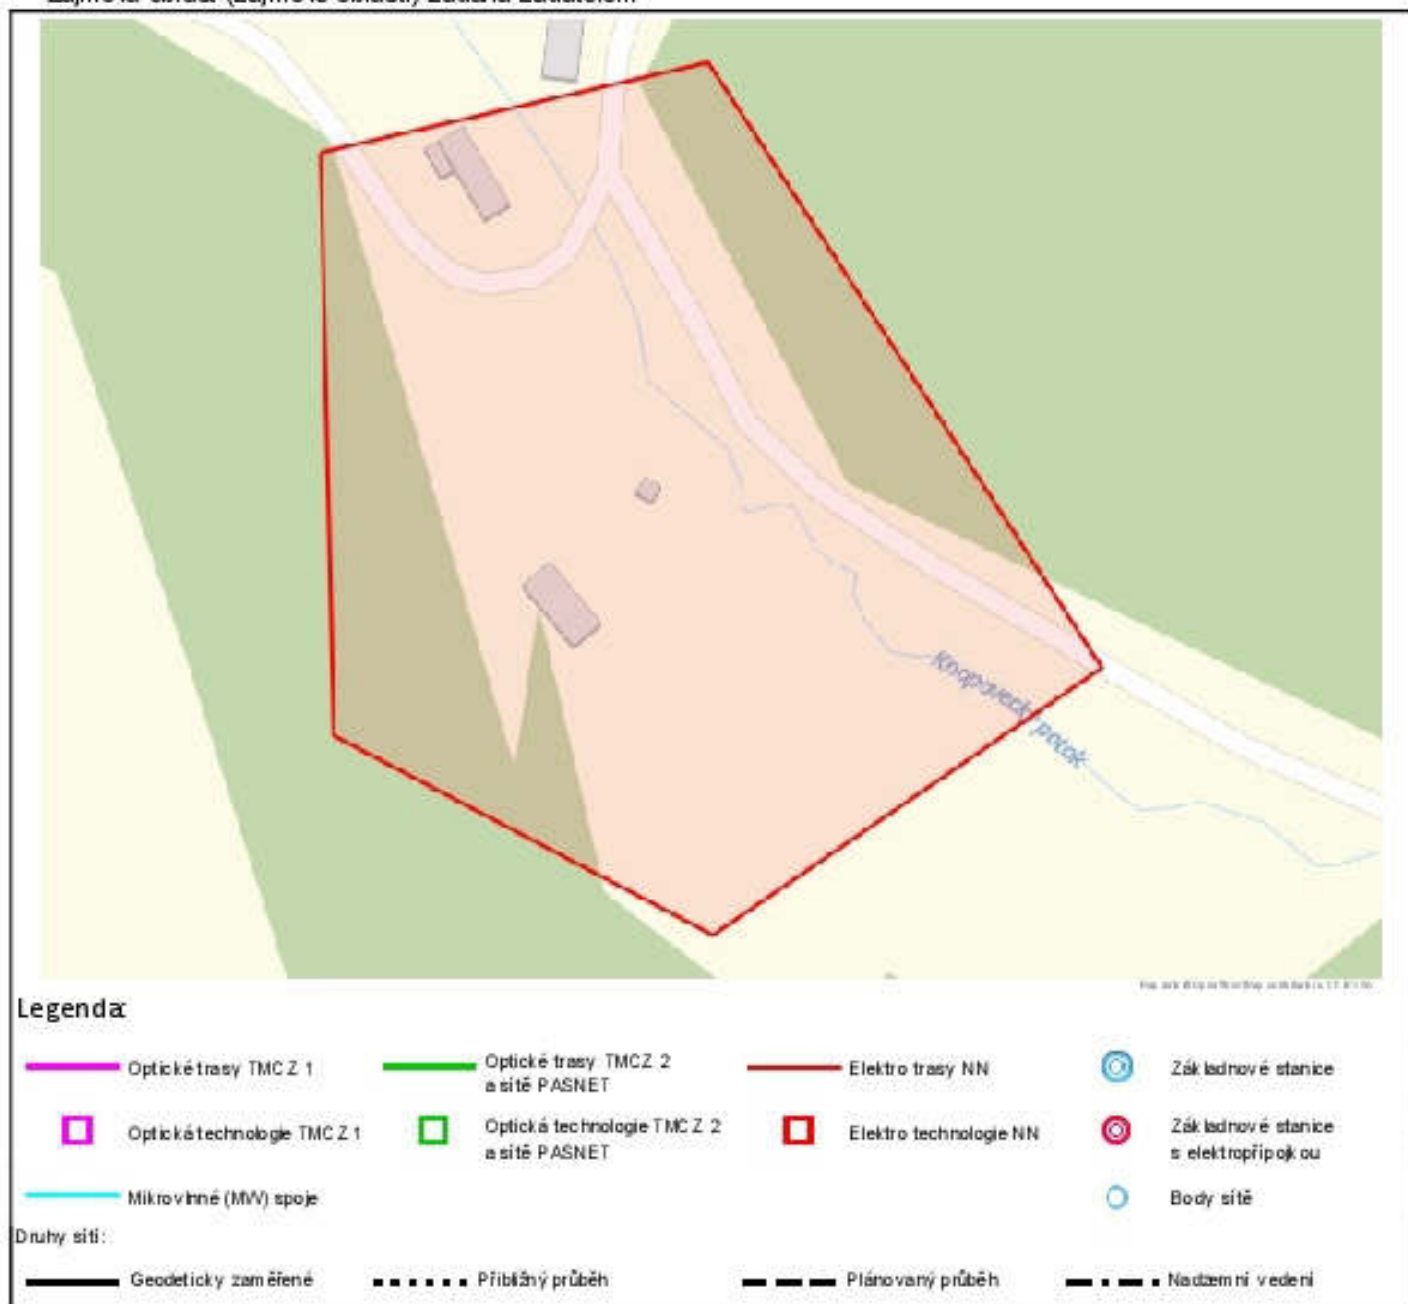 Knapovecký potok
Legenda:
Optické trasy TMCZ 1
Optické trasy TMCZ 2
a sítě PASNET
Elektro trasy NN
Základnové stanice
Optická technologie TMCZ 1
Optická technologie TMCZ 2
a sítě PASNET
Elektro technologie NN
Základnové stanice
s elektropřípojkou
Mikrovlnné (MW) spoje
Body sítě
Druhy sítí:
Geodeticky zaměřené
Přibližný průběh
Plánovaný průběh
Nadzemní vedení